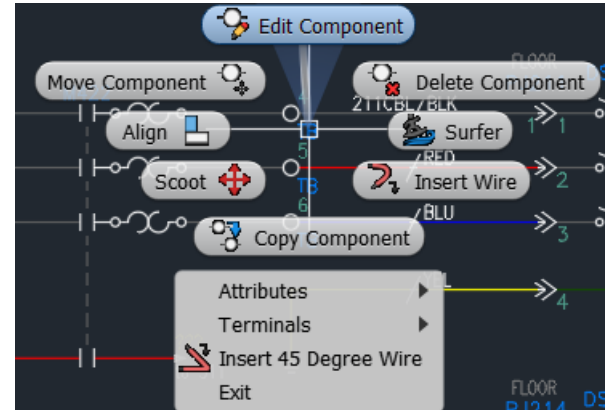 Edit Component
FLOOR
Move Component
Delete Component
211CBL/BLK
Align
Surfer
1
1
5
RED
Scoot
TB
Insert Wire
2
6
BLU
Copy Component
3
Attributes
4
Terminals
Insert 45 Degree Wire
Exit
FLOOR
DS